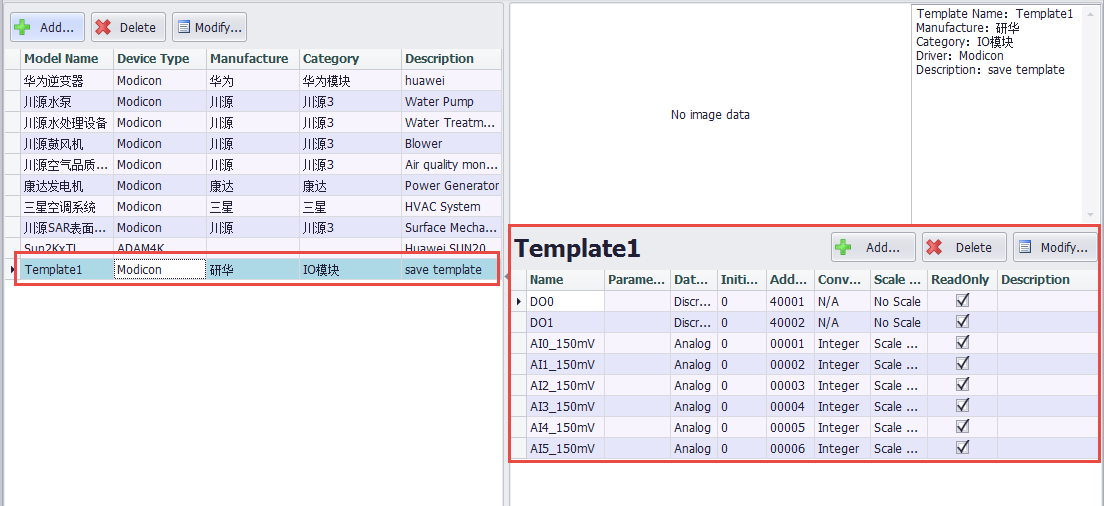 Add... Delete Modify...
Model Name Device Type Manufacture Category Description
华为逆变器 Modicon 华为 华为模块 huawei
川源水泵 Modicon 川源 川源3 Water Pump
川源水处理设备 Modicon 川源 川源3 Water Treatm...
川源鼓风机 Modicon 川源 川源3 Blower
川源空气品质... Modicon 川源 川源3 Air quality mon...
康达发电机 Modicon 康达 康达 Power Generator
三星空调系统 Modicon 三星 三星 HVAC System
川源SAR表面... Modicon 川源 川源3 Surface Mecha...
Sun2KxTL ADAM4K Huawei SUN20
Template1 Modicon 研华 IO模块 save template
No image data
Template Name: Template1
Manufacture: 研华
Category: IO模块
Driver: Modicon
Description: save template
Template1 Add... Delete Modify...
Name Parame... Dat... Initi... Add... Conv... Scale ... ReadOnly Description
DO0 Discr... 0 40001 N/A No Scale
DO1 Discr... 0 40002 N/A No Scale
AI0_150mV Analog 0 00001 Integer Scale ...
AI1_150mV Analog 0 00002 Integer Scale ...
AI2_150mV Analog 0 00003 Integer Scale ...
AI3_150mV Analog 0 00004 Integer Scale ...
AI4_150mV Analog 0 00005 Integer Scale ...
AI5_150mV Analog 0 00006 Integer Scale ...